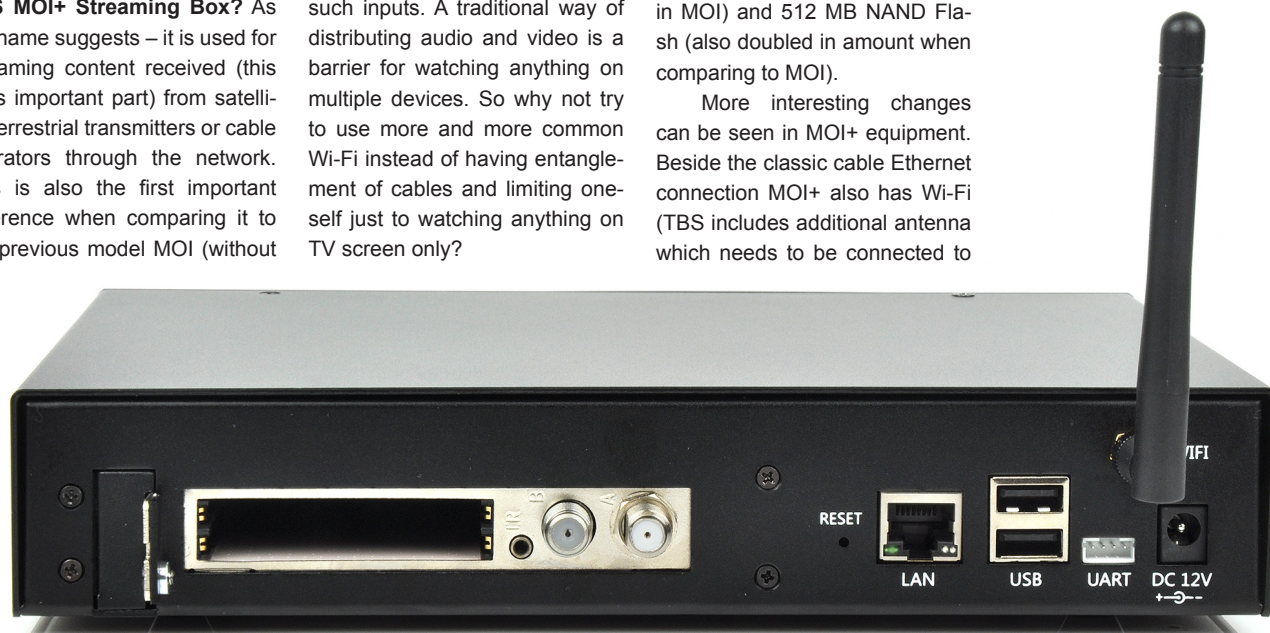 S MOI+ Streaming Box? As
name suggests – it is used for
aming content received (this
s important part) from satelli-
errestrial transmitters or cable
rators through the network.
s is also the first important
erence when comparing it to
previous model MOI (without
such inputs. A traditional way of
distributing audio and video is a
barrier for watching anything on
multiple devices. So why not try
to use more and more common
Wi-Fi instead of having entangle-
ment of cables and limiting one-
self just to watching anything on
TV screen only?
in MOI) and 512 MB NAND Fla-
sh (also doubled in amount when
comparing to MOI).
More interesting changes
can be seen in MOI+ equipment.
Beside the classic cable Ethernet
connection MOI+ also has Wi-Fi
(TBS includes additional antenna
which needs to be connected to
IR
B
A
RESET
LAN
USB
UART
DC 12V
IFI